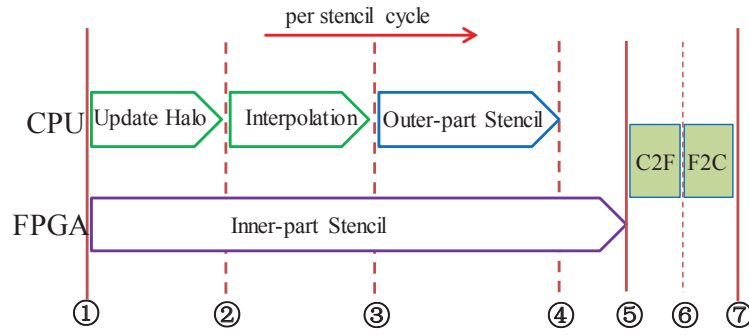 per stencil cycle
CPU
Update Halo
Interpolation
Outer-part Stencil
C2F
F2C
FPGA
Inner-part Stencil
① ② ③ ④ ⑤ ⑥ ⑦